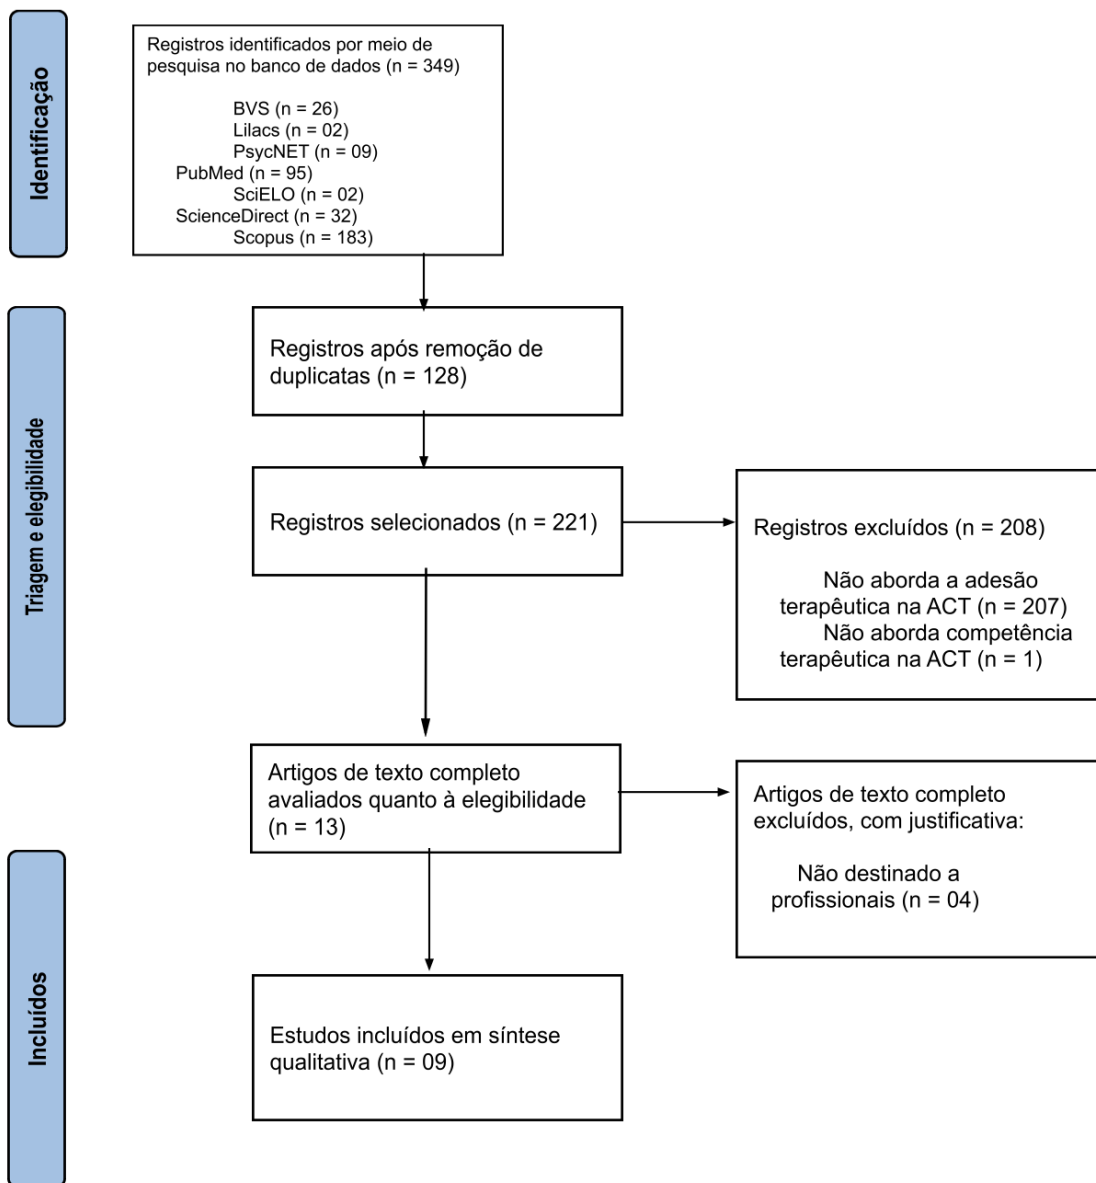 Identificação
Registros identificados por meio de
pesquisa no banco de dados (n = 349)
BVS (n = 26)
Lilacs (n = 02)
PsycNET (n = 09)
PubMed (n = 95)
SciELO (n = 02)
ScienceDirect (n = 32)
Scopus (n = 183)
Triagem e elegibilidade
Registros após remoção de
duplicatas (n = 128)
Registros selecionados (n = 221)
Registros excluídos (n = 208)
Não aborda a adesão
terapêutica na ACT (n = 207)
Não aborda competência
terapêutica na ACT (n = 1)
Artigos de texto completo
avaliados quanto à elegibilidade
(n = 13)
Artigos de texto completo
excluídos, com justificativa:
Não destinado a
profissionais (n = 04)
Incluídos
Estudos incluídos em síntese
qualitativa (n = 09)